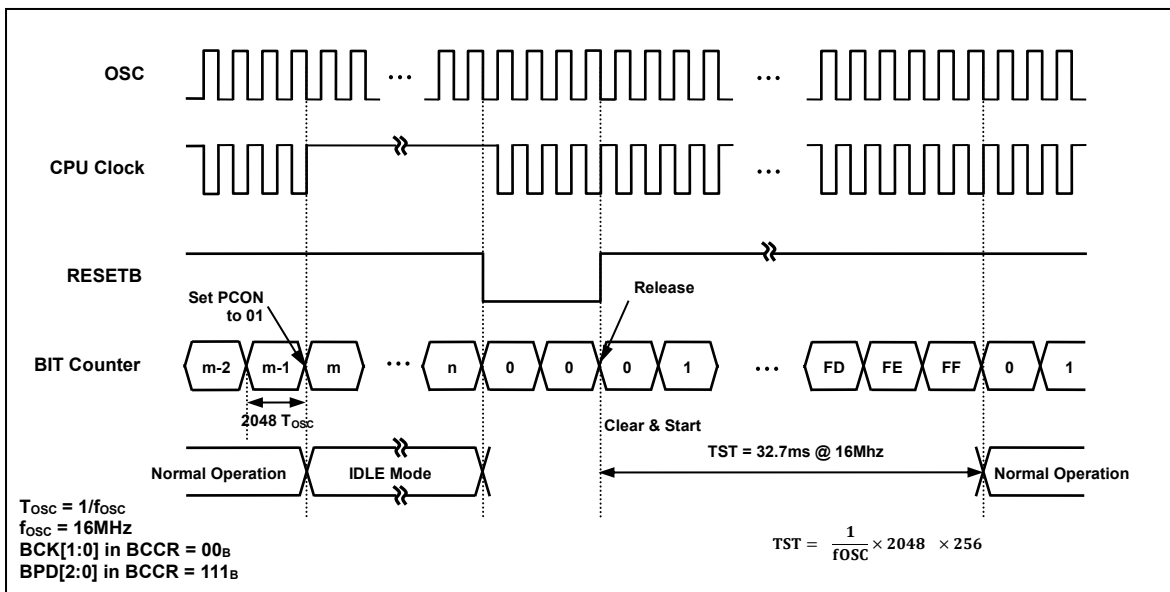 OSC
...
...
CPU Clock
...
RESETB
Set PCON
to 01
Release
BIT Counter
m-2 m-1 m ... n 0 0 0 1 ... FD FE FF 0 1
2048 TOSC
Clear & Start
TST = 32.7ms @ 16Mhz
Normal Operation IDLE Mode Normal Operation
TOSC = 1/fOSC
fOSC = 16MHz
BCK[1:0] in BCCR = 00B
BPD[2:0] in BCCR = 111B
TST = 1/fOSC × 2048 × 256